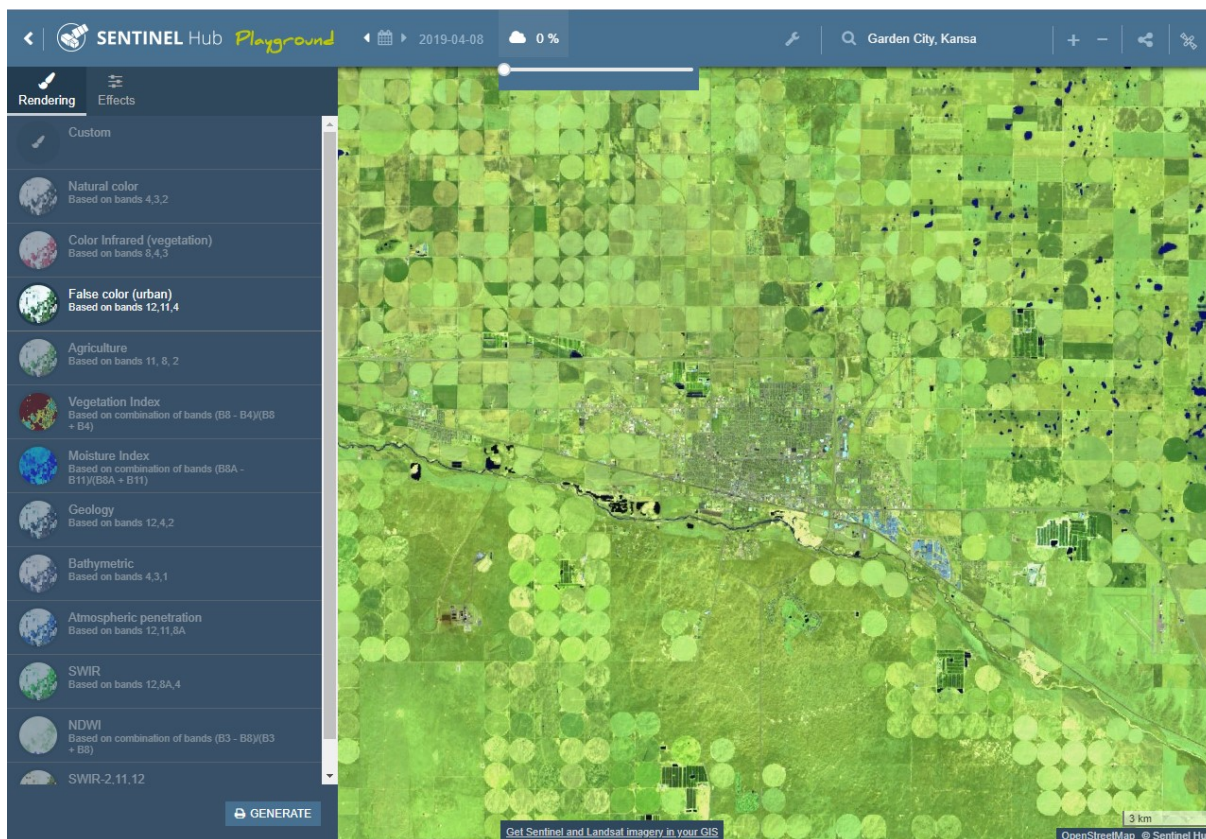 SENTINEL Hub Playground
2019-04-08
0 %
Garden City, Kansa
Rendering
Effects
Custom
Natural color
Based on bands 4,3,2
Color Infrared (vegetation)
Based on bands 8,4,3
False color (urban)
Based on bands 12,11,4
Agriculture
Based on bands 11, 8, 2
Vegetation Index
Based on combination of bands (B8 - B4)/(B8
+ B4)
Moisture Index
Based on combination of bands (B8A -
B11)/(B8A + B11)
Geology
Based on bands 12,4,2
Bathymetric
Based on bands 4,3,1
Atmospheric penetration
Based on bands 12,11,8A
SWIR
Based on bands 12,8A,4
NDWI
Based on combination of bands (B3 - B8)/(B3
+ B8)
SWIR-2,11,12
GENERATE
3 km
Get Sentinel and Landsat imagery in your GIS
OpenStreetMap © Sentinel Hu